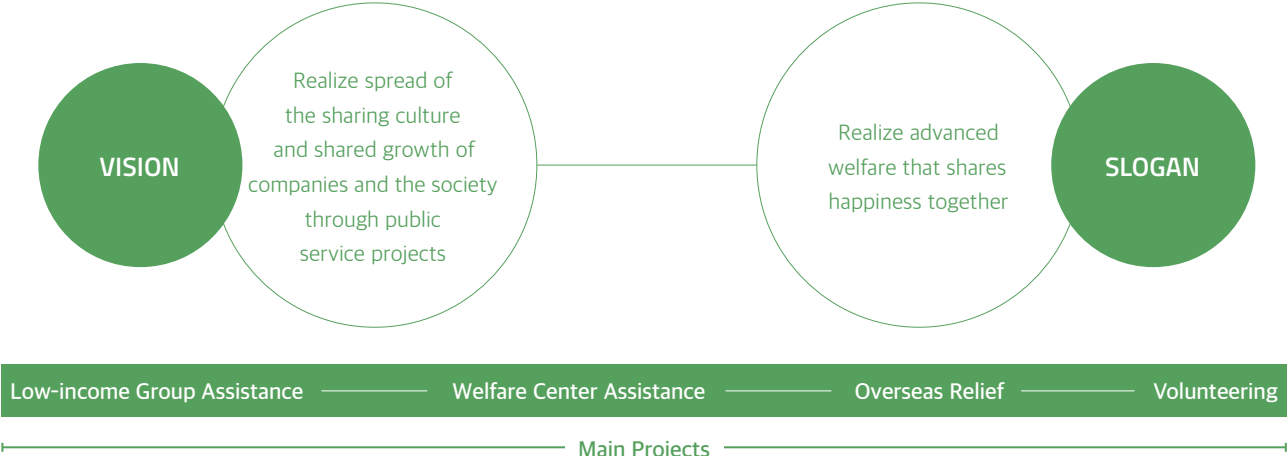 VISION
Realize spread of
the sharing culture
and shared growth of
companies and the society
through public
service projects
Realize advanced
welfare that shares
happiness together
SLOGAN
Low-income Group Assistance
Welfare Center Assistance
Overseas Relief
Volunteering
Main Projects